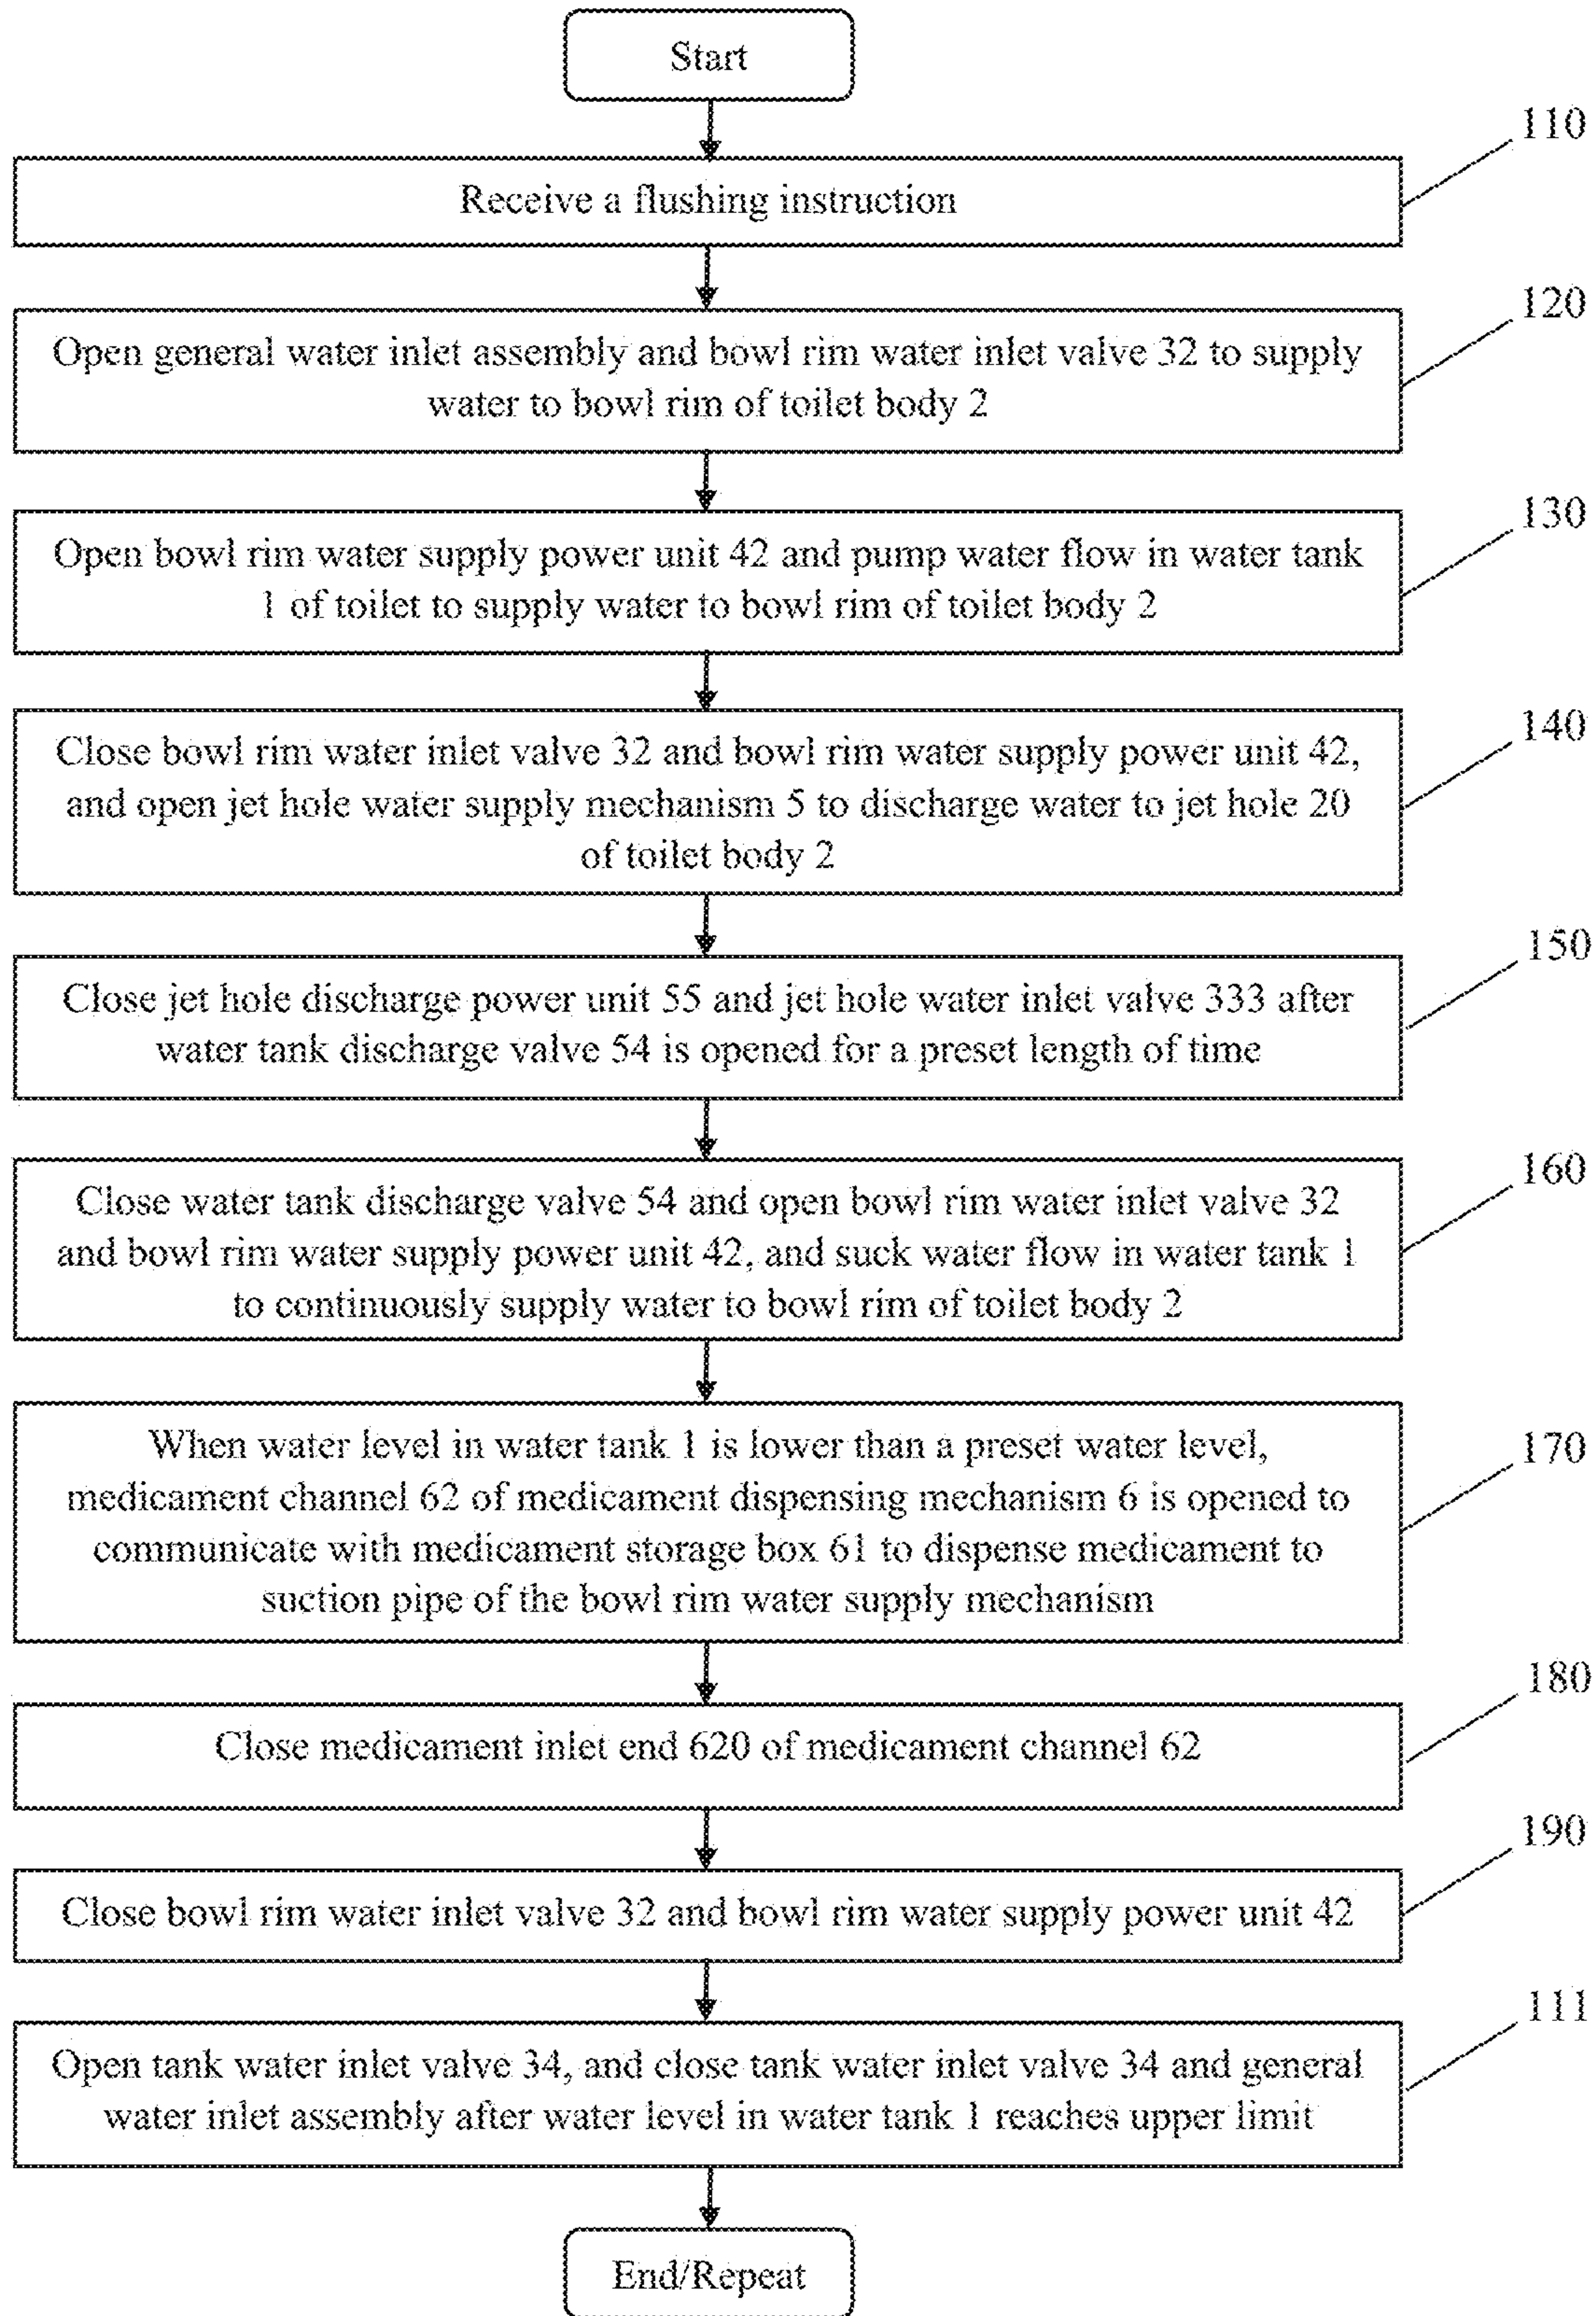 Start
110
Receive a flushing instruction
120
Open general water inlet assembly and bowl rim water inlet valve 32 to supply
water to bowl rim of toilet body 2
130
Open bowl rim water supply power unit 42 and pump water flow in water tank
1 of toilet to supply water to bowl rim of toilet body 2
140
Close bowl rim water inlet valve 32 and bowl rim water supply power unit 42,
and open jet hole water supply mechanism 5 to discharge water to jet hole 20
of toilet body 2
150
Close jet hole discharge power unit 55 and jet hole water inlet valve 333 after
water tank discharge valve 54 is opened for a preset length of time
160
Close water tank discharge valve 54 and open bowl rim water inlet valve 32
and bowl rim water supply power unit 42, and suck water flow in water tank 1
to continuously supply water to bowl rim of toilet body 2
170
When water level in water tank 1 is lower than a preset water level,
medicament channel 62 of medicament dispensing mechanism 6 is opened to
communicate with medicament storage box 61 to dispense medicament to
suction pipe of the bowl rim water supply mechanism
180
Close medicament inlet end 620 of medicament channel 62
190
Close bowl rim water inlet valve 32 and bowl rim water supply power unit 42
111
Open tank water inlet valve 34, and close tank water inlet valve 34 and general
water inlet assembly after water level in water tank 1 reaches upper limit
End/Repeat